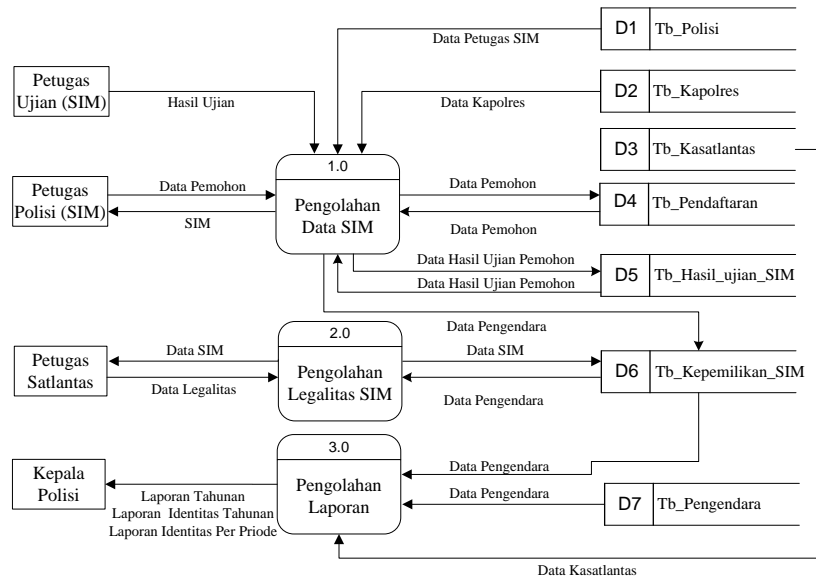 D1 Tb_Polisi
Data Petugas SIM
Petugas
Ujian (SIM)
Hasil Ujian
D2 Tb_Kapolres
Data Kapolres
D3 Tb_Kasatlantas
1.0
Pengolahan
Data SIM
Petugas
Polisi (SIM)
Data Pemohon
SIM
Data Pemohon
Data Pemohon
D4 Tb_Pendaftaran
Data Hasil Ujian Pemohon
Data Hasil Ujian Pemohon
D5 Tb_Hasil_ujian_SIM
Data Pengendara
2.0
Pengolahan
Legalitas SIM
Petugas
Satlantas
Data SIM
Data Legalitas
Data SIM
Data Pengendara
D6 Tb_Kepemilikan_SIM
3.0
Pengolahan
Laporan
Kepala
Polisi
Laporan Tahunan
Laporan Identitas Tahunan
Laporan Identitas Per Priode
Data Pengendara
Data Pengendara
D7 Tb_Pengendara
Data Kasatlantas